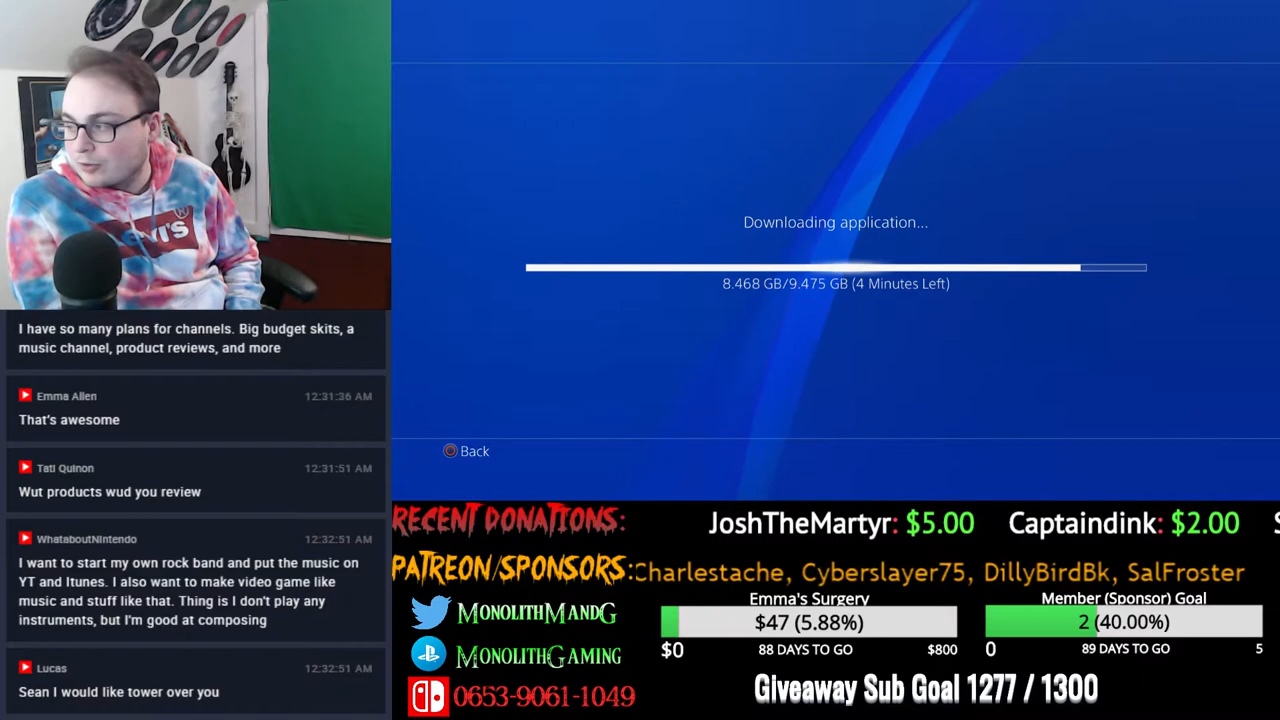 LEVI'S
®
Downloading application...
8.468 GB/9.475 GB (4 Minutes Left)
Back
I have so many plans for channels. Big budget skits, a
music channel, product reviews, and more
Emma Allen 12:31:36 AM
That's awesome
Tati Quinon 12:31:51 AM
Wut products wud you review
WhataboutNintendo 12:32:51 AM
I want to start my own rock band and put the music on
YT and Itunes. I also want to make video game like
music and stuff like that. Thing is I don't play any
instruments, but I'm good at composing
Lucas 12:32:51 AM
Sean I would like tower over you
RECENT DONATIONS: JoshTheMartyr: $5.00 Captaindink: $2.00 S
PATREON/SPONSORS: Charlestache, Cyberslayer75, DillyBirdBk, SalFroster
MonolithMandG
MonolithGaming
0653-9061-1049
Emma's Surgery
$47 (5.88%)
$0 88 DAYS TO GO $800
Member (Sponsor) Goal
2 (40.00%)
0 89 DAYS TO GO 5
Giveaway Sub Goal 1277 / 1300